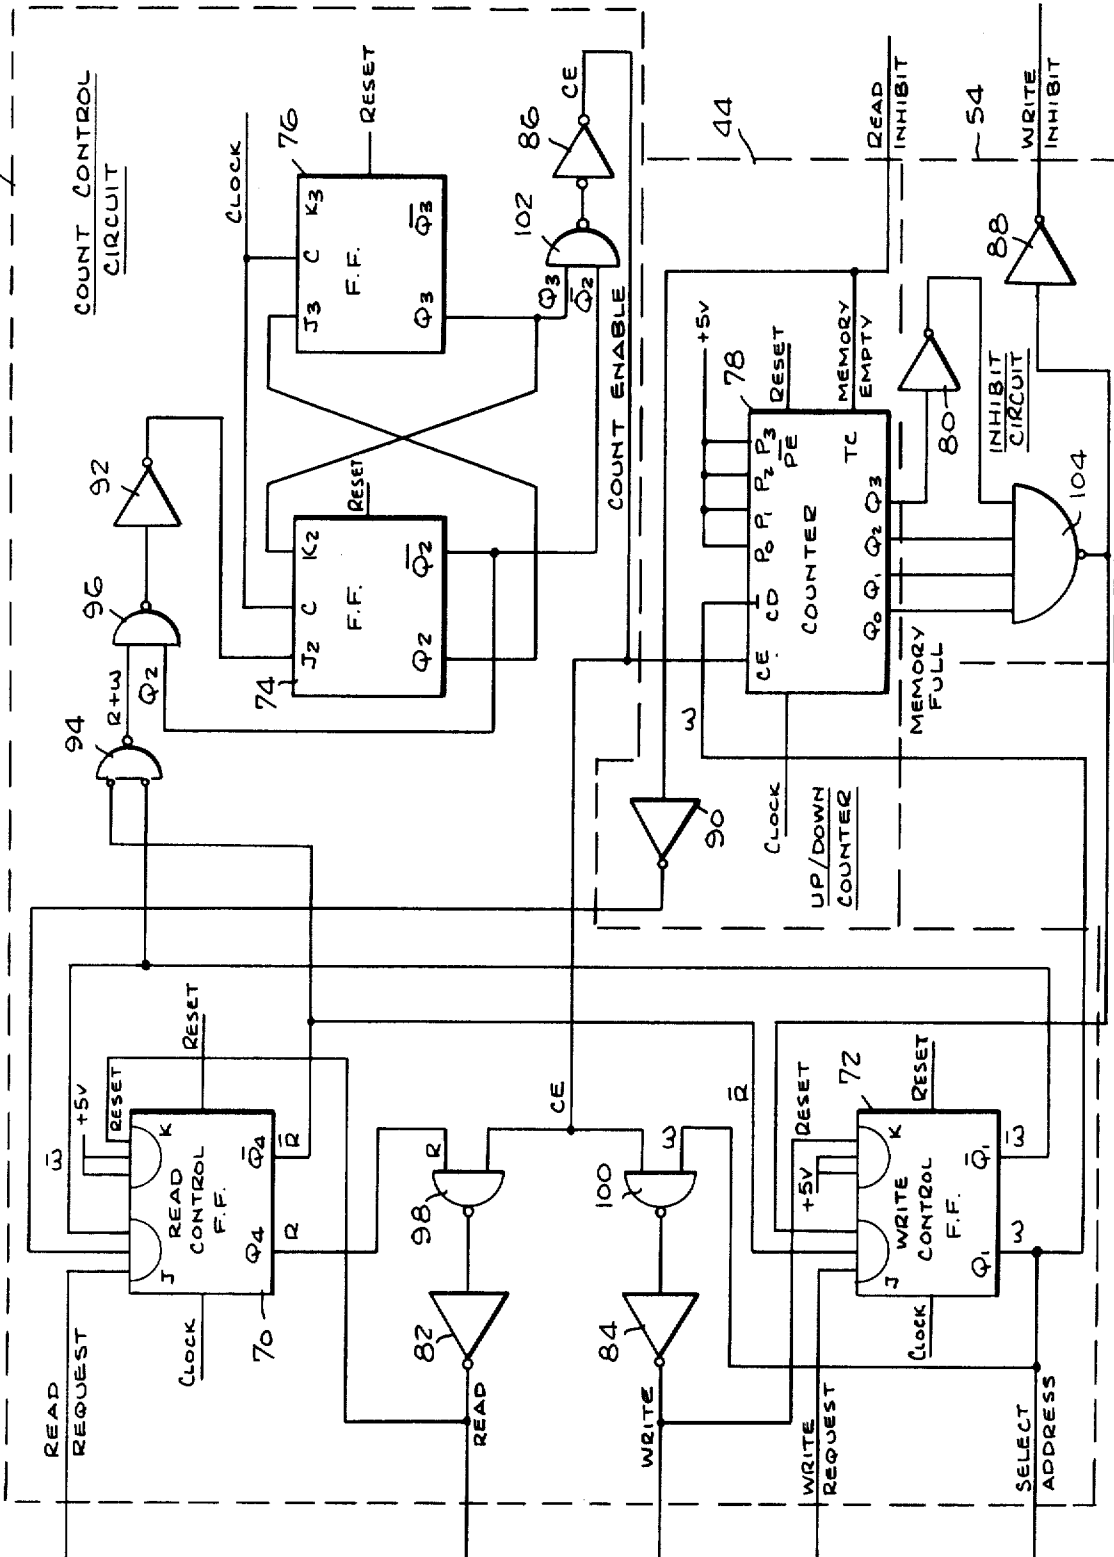 COUNT CONTROL
CIRCUIT
CLOCK
76
RESET
K3
C
J3
F.F.
Q̅3
Q3
102
Q3
Q̅2
86
CE
COUNT ENABLE
92
96
R+W
Q2
94
74
J2
C
K2
F.F.
Q2
Q̅2
RESET
44
READ
INHIBIT
54
WRITE
INHIBIT
88
+5V
78
RESET
MEMORY
EMPTY
P0 P1 P2 P3
PE
CD
CE
COUNTER
TC
Q0 Q1 Q2 Q3
80
INHIBIT
CIRCUIT
104
MEMORY
FULL
W
CLOCK
UP/DOWN
COUNTER
90
W̅
+5V
RESET
RESET
K
J
READ
CONTROL
F.F.
Q4
Q̅4
R
R̅
CLOCK
70
READ
REQUEST
CE
R
98
82
READ
W
100
84
WRITE
R̅
RESET
+5V
72
RESET
K
J
WRITE
CONTROL
F.F.
Q1
Q̅1
W
W̅
CLOCK
WRITE
REQUEST
SELECT
ADDRESS